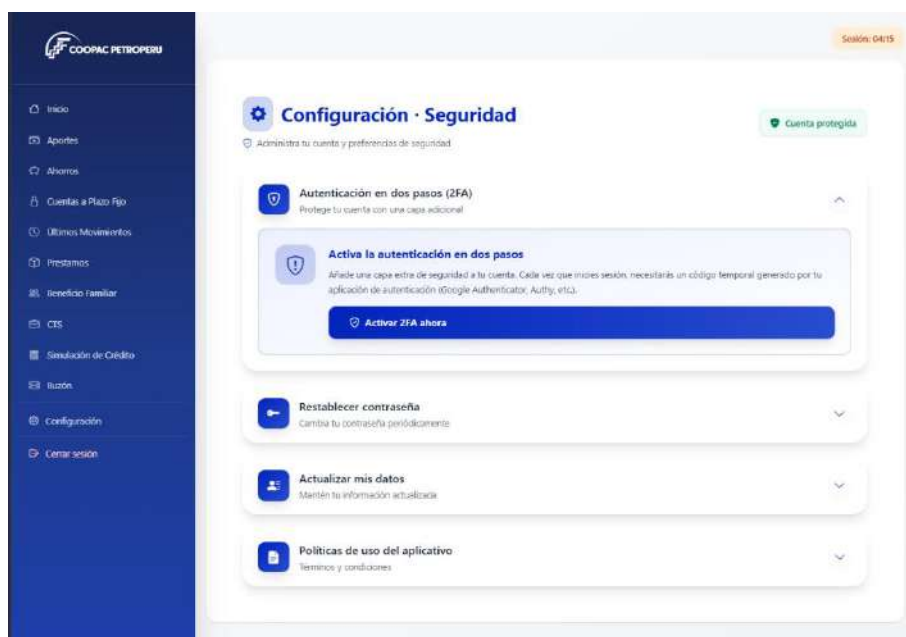 COOPAC PETROPERU
Sesión: 04:15
Inicio
Aportes
Ahorros
Cuentas a Plazo Fijo
Últimos Movimientos
Prestamos
Beneficio Familiar
CTS
Simulación de Crédito
Buzón
Configuración
Cerrar sesión
Configuración · Seguridad
Administra tu cuenta y preferencias de seguridad
Cuenta protegida
Autenticación en dos pasos (2FA)
Protege tu cuenta con una capa adicional
Activa la autenticación en dos pasos
Añade una capa extra de seguridad a tu cuenta. Cada vez que inicies sesión, necesitarás un código temporal generado por tu
aplicación de autenticación (Google Authenticator, Authy, etc.).
Activar 2FA ahora
Restablecer contraseña
Cambia tu contraseña periódicamente
Actualizar mis datos
Mantén tu información actualizada
Políticas de uso del aplicativo
Terminos y condiciones